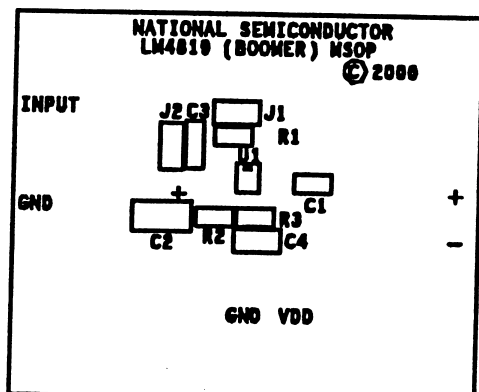 NATIONAL SEMICONDUCTOR
LM4819 (BOOMER) MSOP
© 2000
INPUT
J2 C3 J1
R1
U1
GND
+
C1
+
C2 R2 R3
C4
-
GND VDD